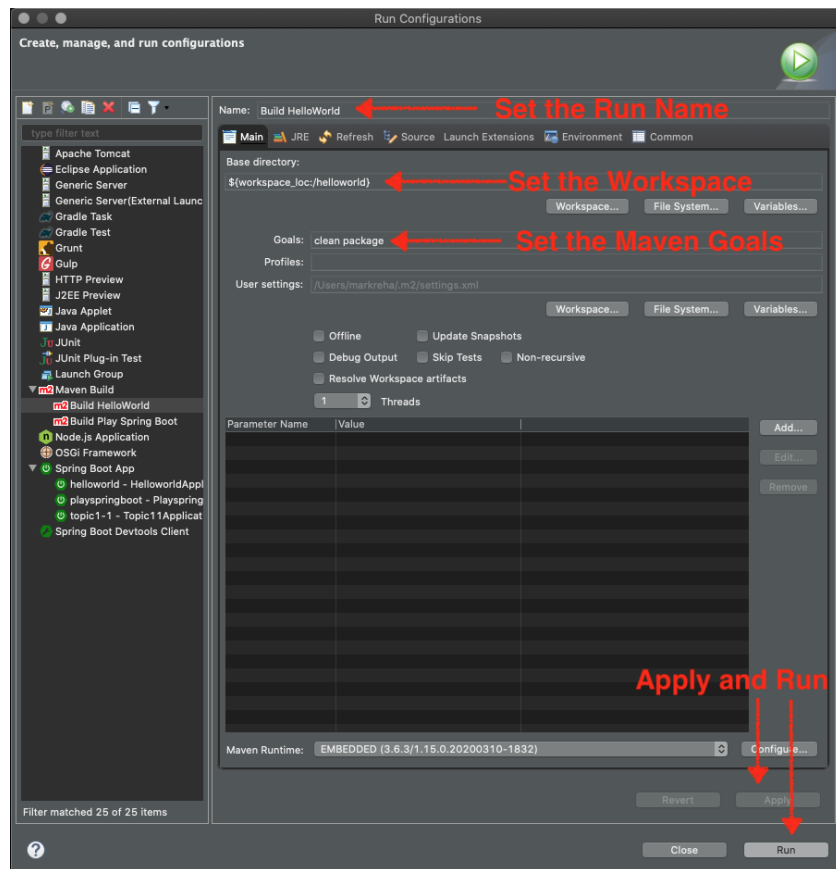 Run Configurations
Create, manage, and run configurations
Name: Build HelloWorld Set the Run Name
type filter text
Main JRE Refresh Source Launch Extensions Environment Common
Apache Tomcat
Eclipse Application
Generic Server
Generic Server(External Launc
Gradle Task
Gradle Test
Grunt
Gulp
HTTP Preview
J2EE Preview
Java Applet
Java Application
Ju JUnit
JUnit Plug-in Test
Launch Group
m2 Maven Build
m2 Build HelloWorld
m2 Build Play Spring Boot
Node.js Application
OSGi Framework
Spring Boot App
helloworld - HelloworldAppl
playspringboot - Playspring
topic1-1 - Topic11Applicat
Spring Boot Devtools Client
Filter matched 25 of 25 items
Base directory:
${workspace_loc:/helloworld} Set the Workspace
Workspace... File System... Variables...
Goals: clean package Set the Maven Goals
Profiles:
User settings: /Users/markreha/.m2/settings.xml
Workspace... File System... Variables...
Offline Update Snapshots
Debug Output Skip Tests Non-recursive
Resolve Workspace artifacts
1 Threads
Parameter Name Value
Add...
Edit...
Remove
Apply and Run
Maven Runtime: EMBEDDED (3.6.3/1.15.0.20200310-1832) Configure...
Revert Apply
? Close Run